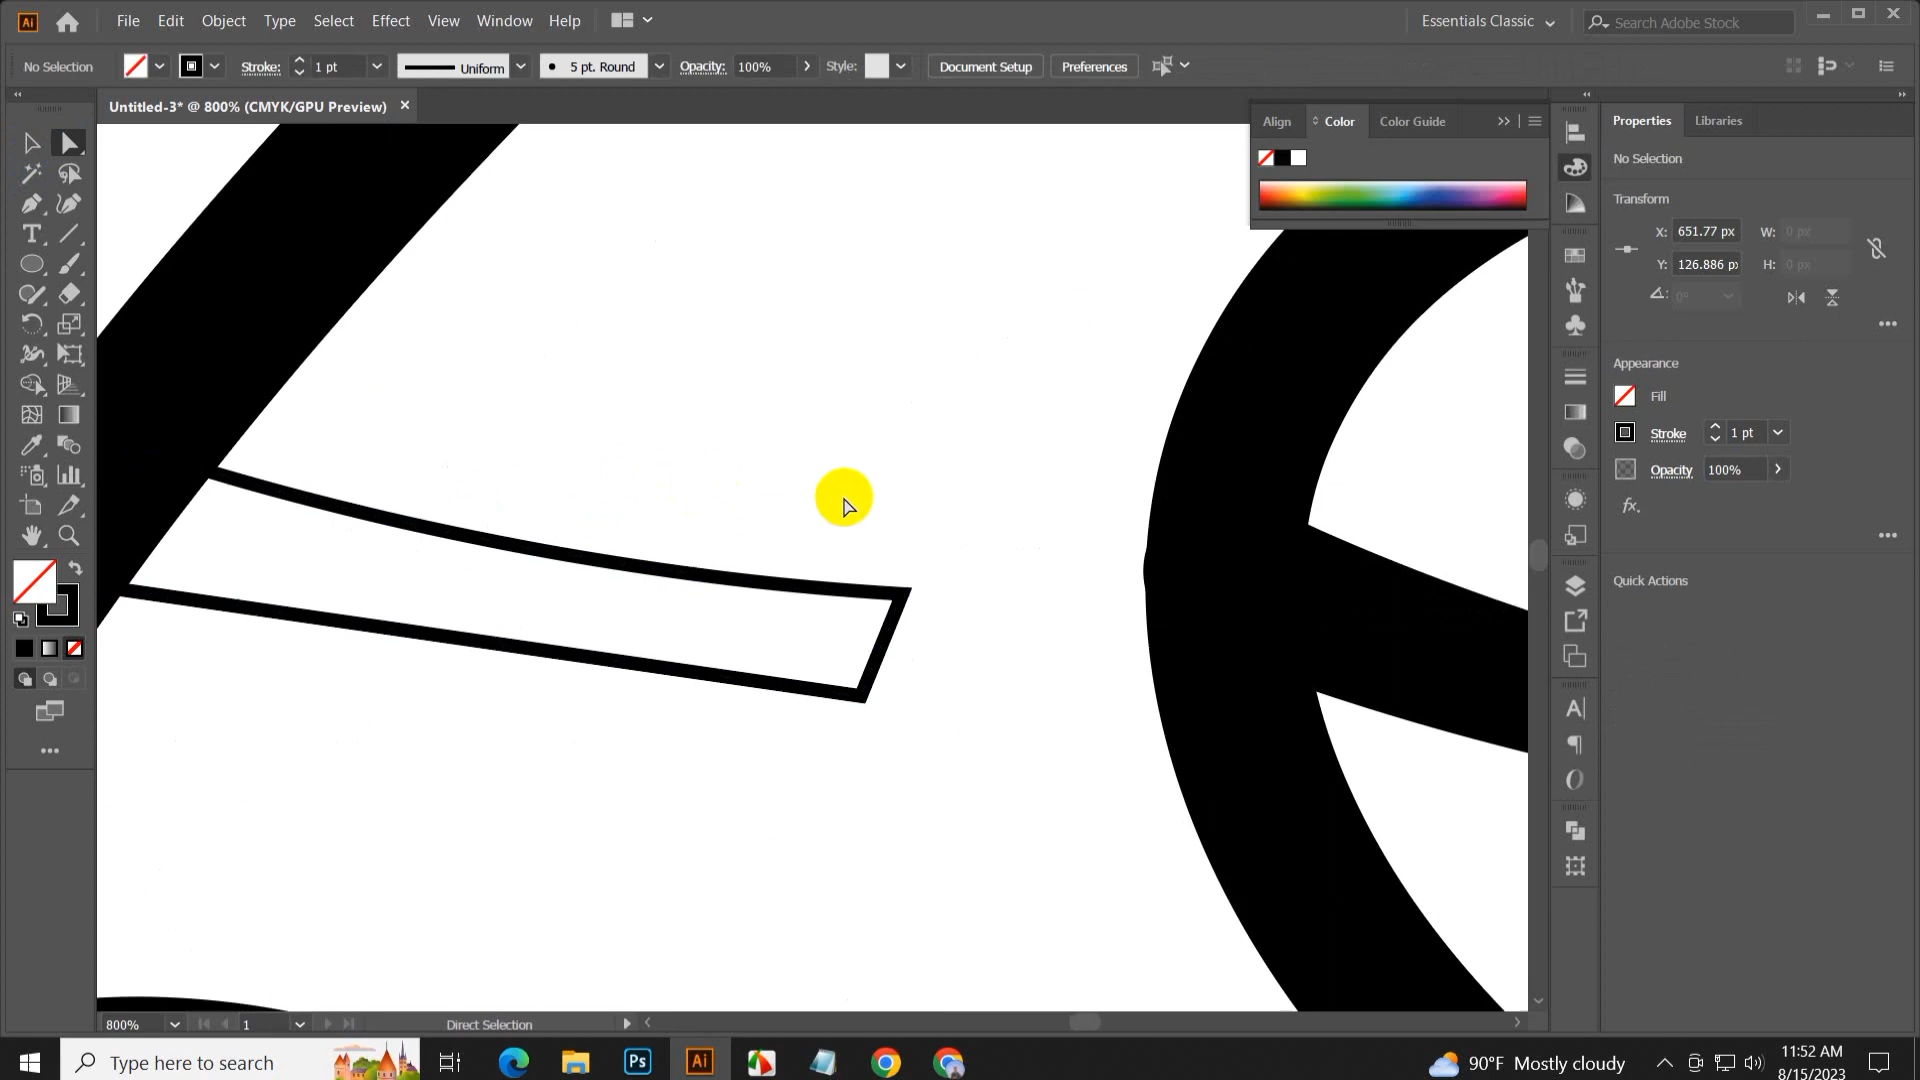 Ai File Edit Object Type Select Effect View Window Help Essentials Classic Search Adobe Stock
No Selection Stroke: 1 pt Uniform 5 pt. Round Opacity: 100% Style: Document Setup Preferences
Untitled-3* @ 800% (CMYK/GPU Preview)
Align Color Color Guide
Properties Libraries
No Selection
Transform
X: 651.77 px W: 0 px
Y: 126.886 p H: 0 px
0°
Appearance
Fill
Stroke 1 pt
Opacity 100%
fx.
Quick Actions
800% 1 Direct Selection
Type here to search Ps Ai 90°F Mostly cloudy
11:52 AM
8/15/2023